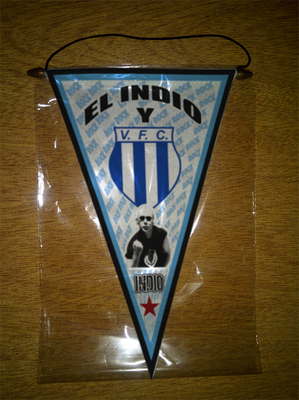 EL INDIO
Y
V. F. C.
INDIO